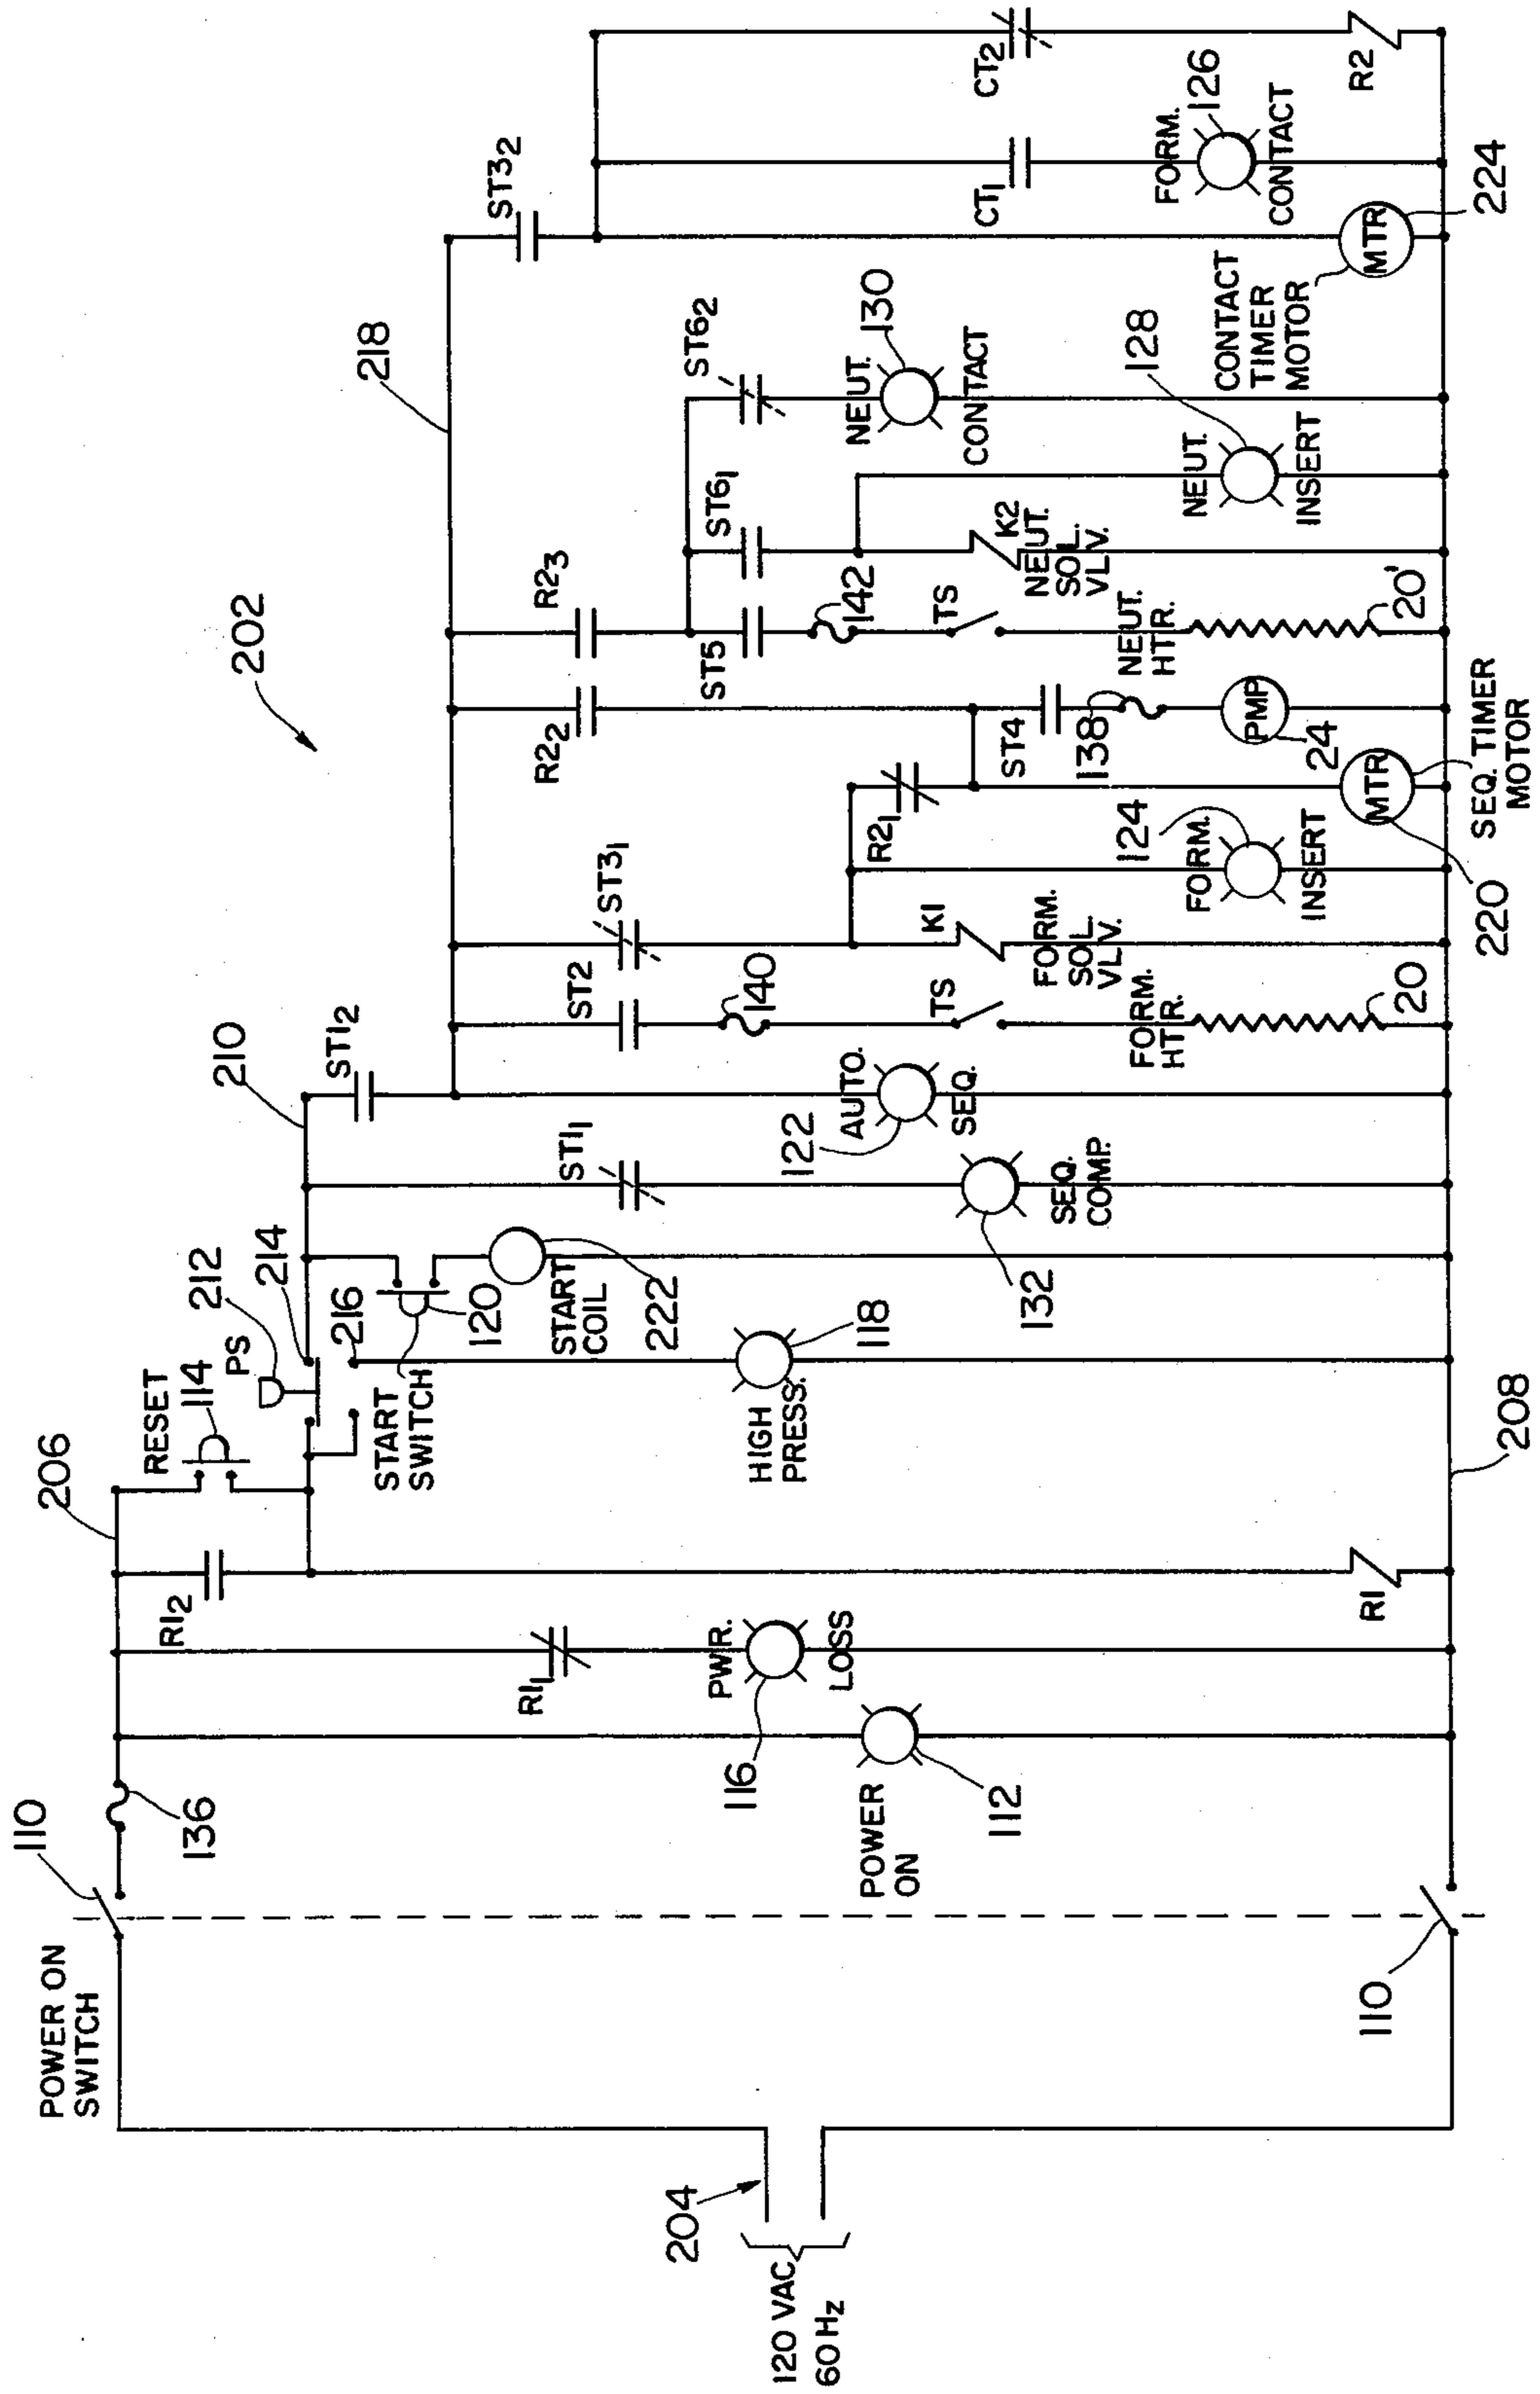 POWER ON
SWITCH
110
136
206
RESET
114
PS
212
214
210
202
218
204
120 VAC
60 Hz
POWER
ON
112
R1₁
PWR.
116
LOSS
R1₂
R1
START
SWITCH
216
120
START
COIL
222
HIGH
PRESS.
118
ST1₁
132
SEQ.
COMP.
ST1₂
AUTO.
122
SEQ.
ST2
140
TS
FORM.
HTR.
20
ST3₁
K1
FORM.
SOL.
VLV.
FORM.
124
INSERT
R2₁
MTR
220
SEQ. TIMER
MOTOR
R2₂
ST4
138
PMP
24
R2₃
ST5
142
TS
NEUT.
HTR.
20'
ST6₁
K2
NEUT.
SOL.
VLV.
NEUT.
128
INSERT
ST6₂
NEUT.
130
CONTACT
ST3₂
CONTACT
TIMER
MOTOR
MTR
224
CT₁
FORM.
126
CONTACT
CT₂
R2
110
208